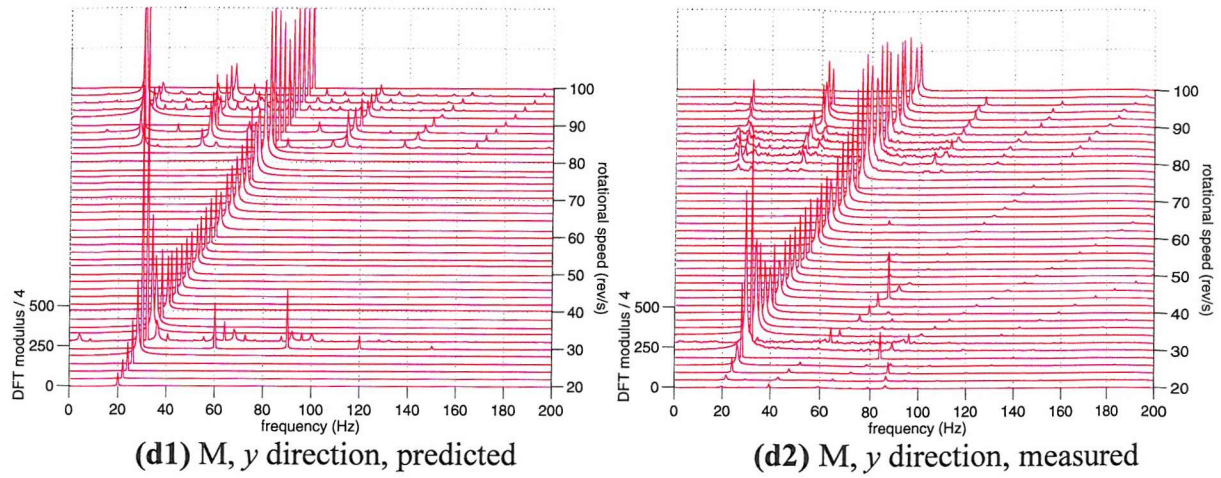 100
90
80
70
60
50
40
30
20
rotational speed (rev/s)
500
250
0
DFT modulus / 4
0 20 40 60 80 100 120 140 160 180 200
frequency (Hz)
(d1) M, y direction, predicted
100
90
80
70
60
50
40
30
20
rotational speed (rev/s)
500
250
0
DFT modulus / 4
0 20 40 60 80 100 120 140 160 180 200
frequency (Hz)
(d2) M, y direction, measured